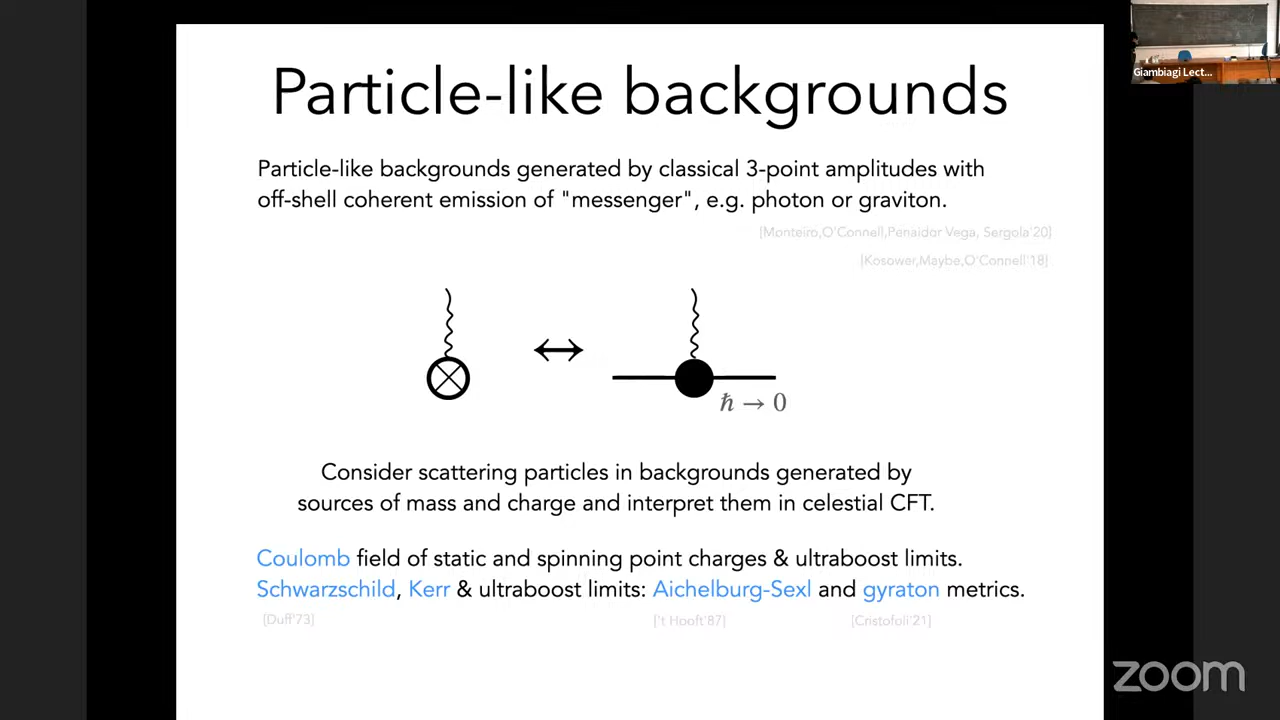 Particle-like backgrounds
Giambiagi Lect...
Particle-like backgrounds generated by classical 3-point amplitudes with
off-shell coherent emission of "messenger", e.g. photon or graviton.
[Monteiro,O'Connell,Peñaidor Vega, Sergola'20]
[Kosower,Maybe,O'Connell'18]
↔
ħ → 0
Consider scattering particles in backgrounds generated by
sources of mass and charge and interpret them in celestial CFT.
Coulomb field of static and spinning point charges & ultraboost limits.
Schwarzschild, Kerr & ultraboost limits: Aichelburg-Sexl and gyraton metrics.
[Duff'73] ['t Hooft'87] [Cristofoli'21]
zoom